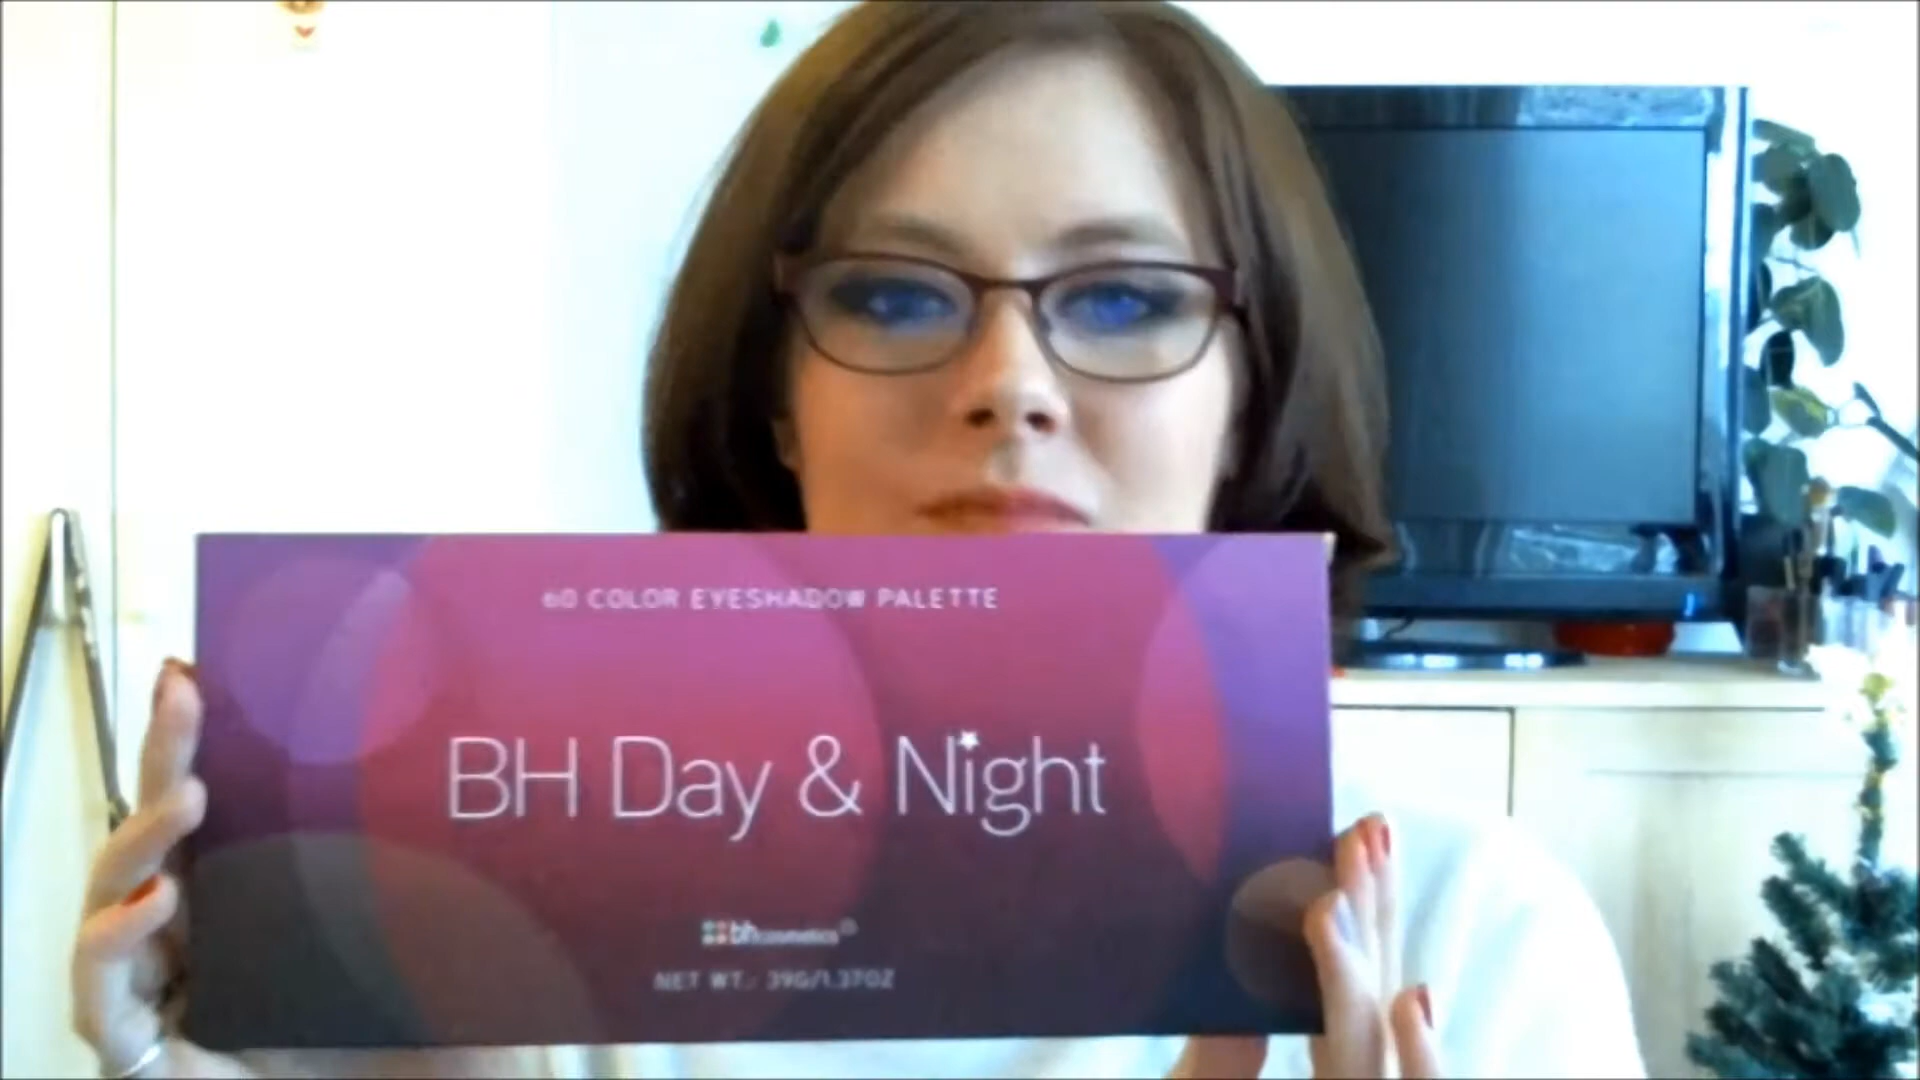 60 COLOR EYESHADOW PALETTE
BH Day & Night
bhcosmetics
NET WT.: 39G/1.37OZ